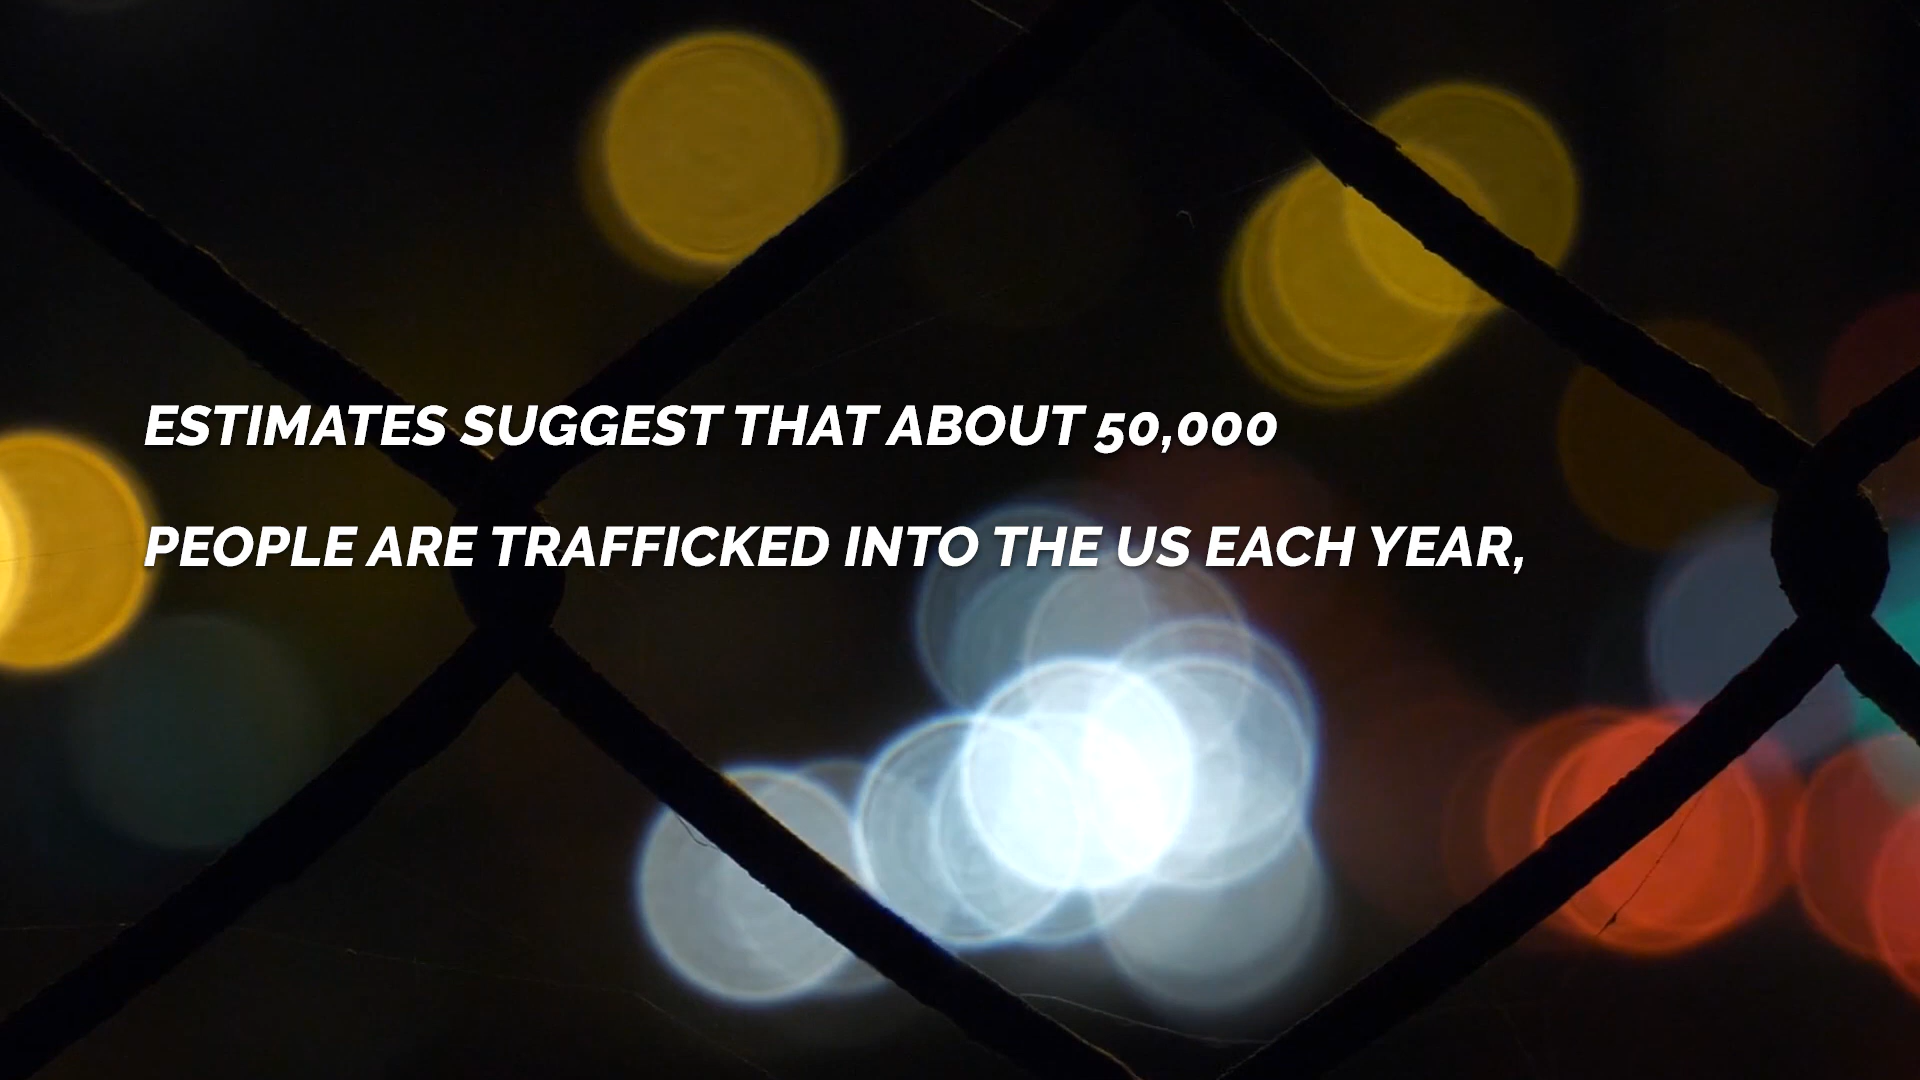 ESTIMATES SUGGEST THAT ABOUT 50,000
PEOPLE ARE TRAFFICKED INTO THE US EACH YEAR,